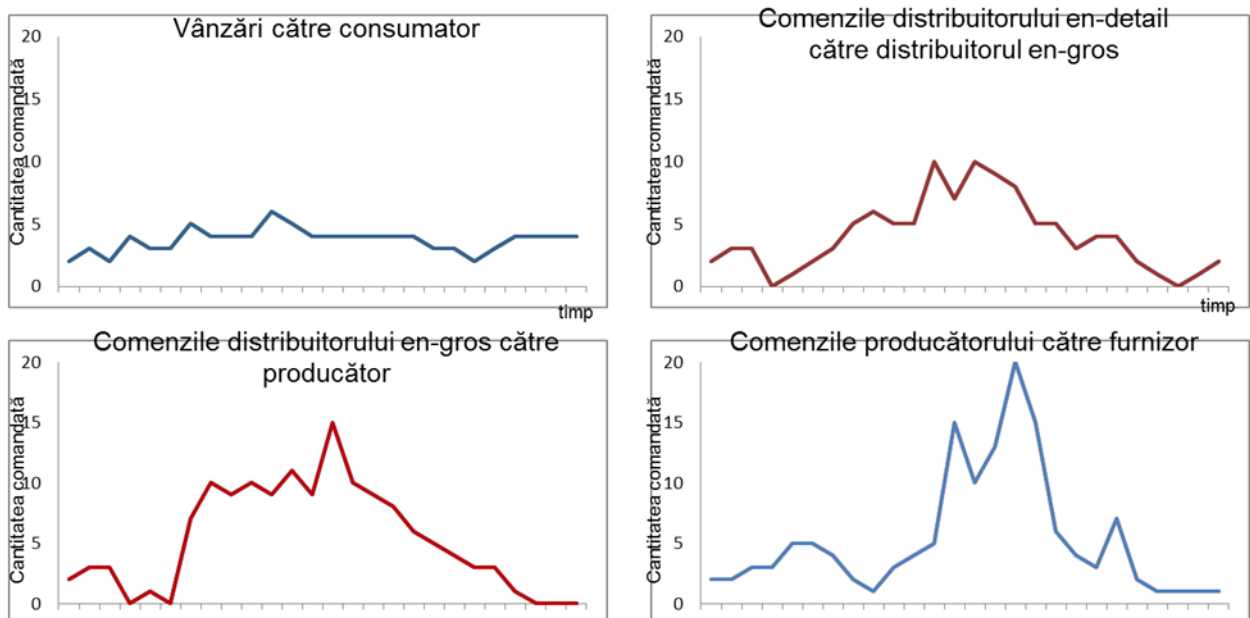 Vânzări către consumator
Cantitatea comandată
20
15
10
5
0
timp
Comenzile distribuitorului en-detail
către distribuitorul en-gros
Cantitatea comandată
20
15
10
5
0
timp
Comenzile distribuitorului en-gros către
producător
Cantitatea comandată
20
15
10
5
0
Comenzile producătorului către furnizor
Cantitatea comandată
20
15
10
5
0